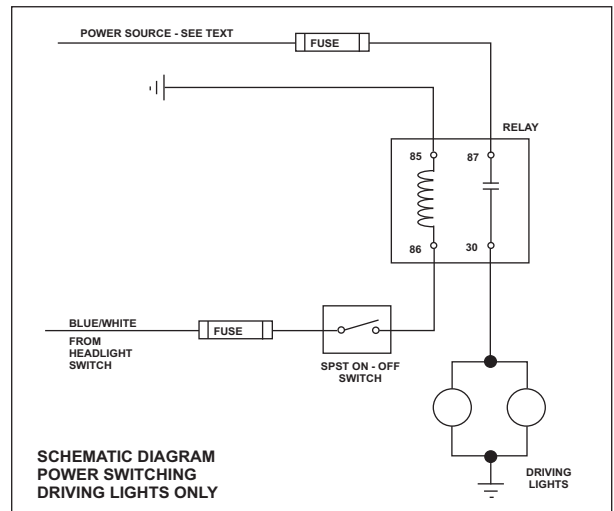 POWER SOURCE - SEE TEXT
FUSE
RELAY
85
87
86
30
BLUE/WHITE
FUSE
FROM
HEADLIGHT
SWITCH
SPST ON - OFF
SWITCH
SCHEMATIC DIAGRAM
POWER SWITCHING
DRIVING LIGHTS ONLY
DRIVING
LIGHTS